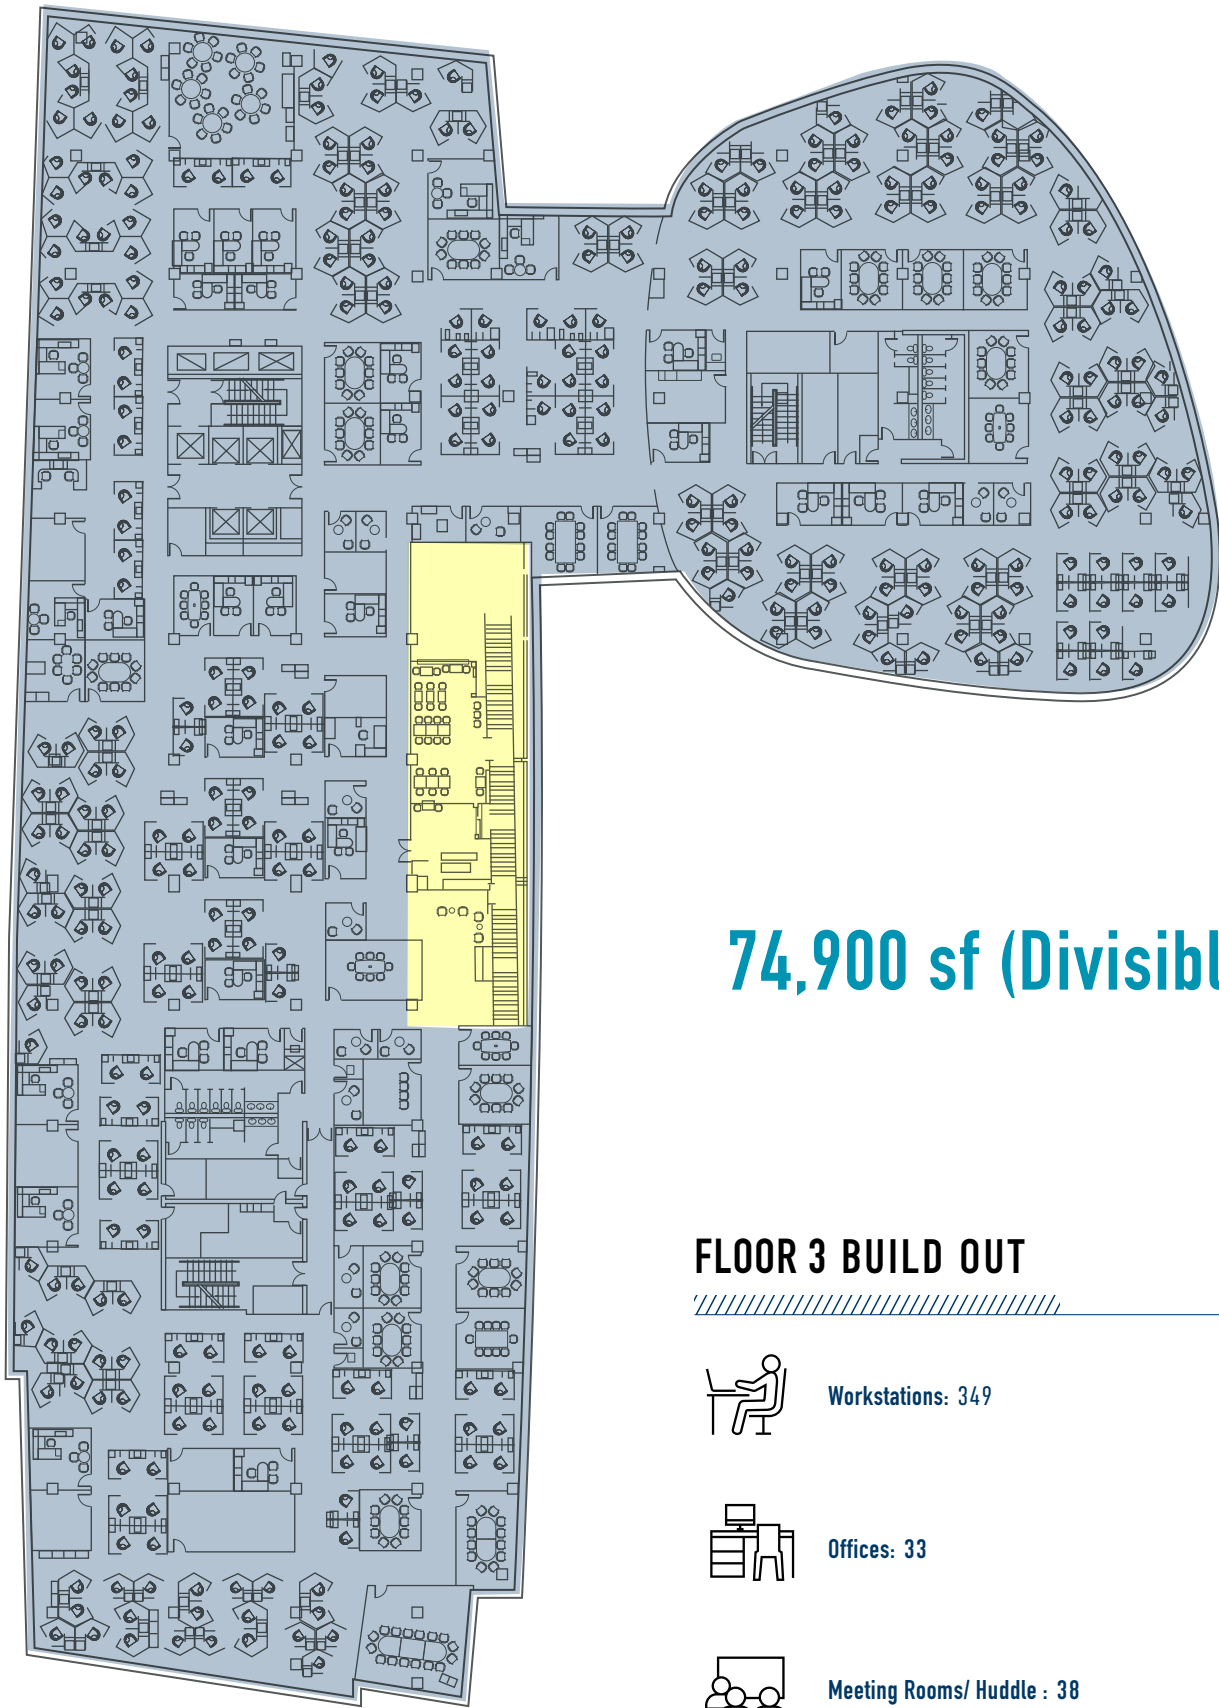 74,900 sf (Divisibl
FLOOR 3 BUILD OUT
Workstations: 349
Offices: 33
Meeting Rooms/ Huddle : 38